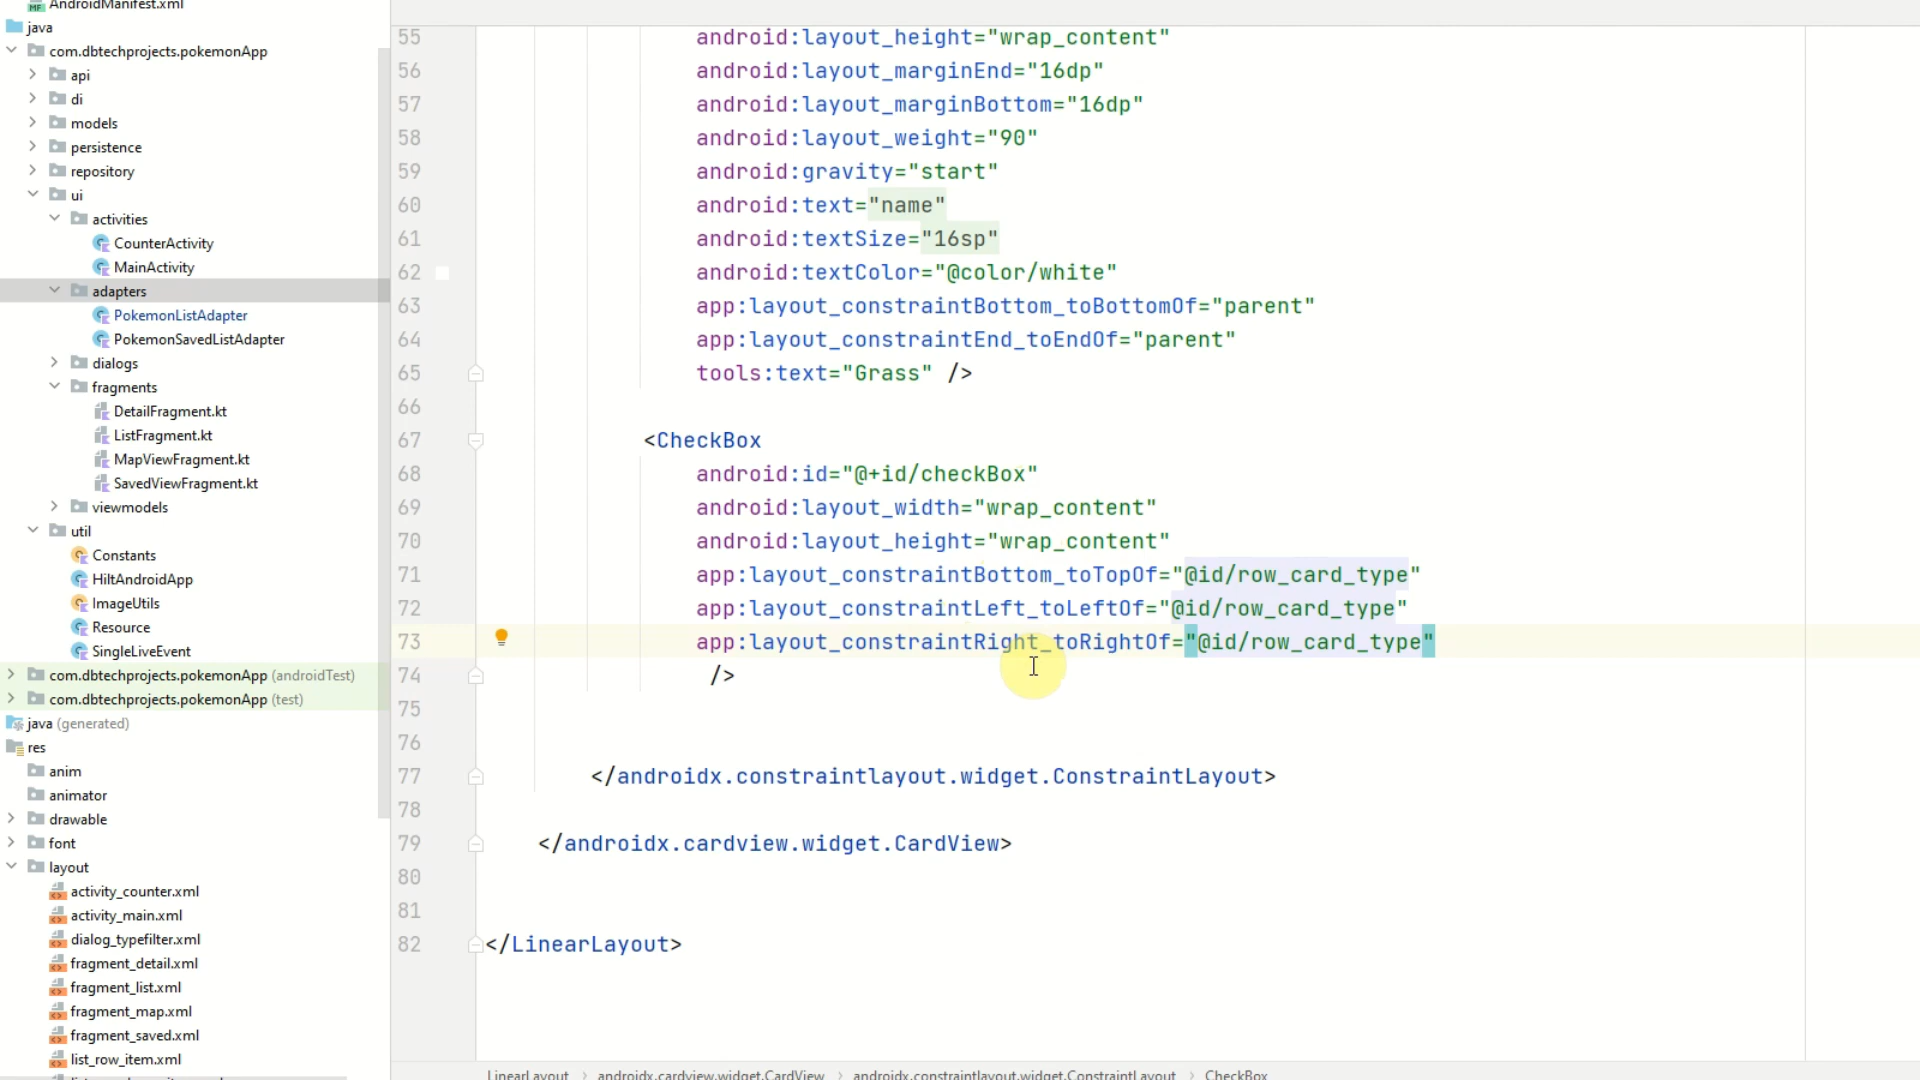 AndroidManifest.xml
java
com.dbtechprojects.pokemonApp
api
di
models
persistence
repository
ui
activities
CounterActivity
MainActivity
adapters
PokemonListAdapter
PokemonSavedListAdapter
dialogs
fragments
DetailFragment.kt
ListFragment.kt
MapViewFragment.kt
SavedViewFragment.kt
viewmodels
util
Constants
HiltAndroidApp
ImageUtils
Resource
SingleLiveEvent
com.dbtechprojects.pokemonApp (androidTest)
com.dbtechprojects.pokemonApp (test)
java (generated)
res
anim
animator
drawable
font
layout
activity_counter.xml
activity_main.xml
dialog_typefilter.xml
fragment_detail.xml
fragment_list.xml
fragment_map.xml
fragment_saved.xml
list_row_item.xml
55 android:layout_height="wrap_content"
56 android:layout_marginEnd="16dp"
57 android:layout_marginBottom="16dp"
58 android:layout_weight="90"
59 android:gravity="start"
60 android:text="name"
61 android:textSize="16sp"
62 android:textColor="@color/white"
63 app:layout_constraintBottom_toBottomOf="parent"
64 app:layout_constraintEnd_toEndOf="parent"
65 tools:text="Grass" />
66
67 <CheckBox
68 android:id="@+id/checkBox"
69 android:layout_width="wrap_content"
70 android:layout_height="wrap_content"
71 app:layout_constraintBottom_toTopOf="@id/row_card_type"
72 app:layout_constraintLeft_toLeftOf="@id/row_card_type"
73 app:layout_constraintRight_toRightOf="@id/row_card_type"
74 />
75
76
77 </androidx.constraintlayout.widget.ConstraintLayout>
78
79 </androidx.cardview.widget.CardView>
80
81
82 </LinearLayout>
LinearLayout > androidx.cardview.widget.CardView > androidx.constraintlayout.widget.ConstraintLayout > CheckBox